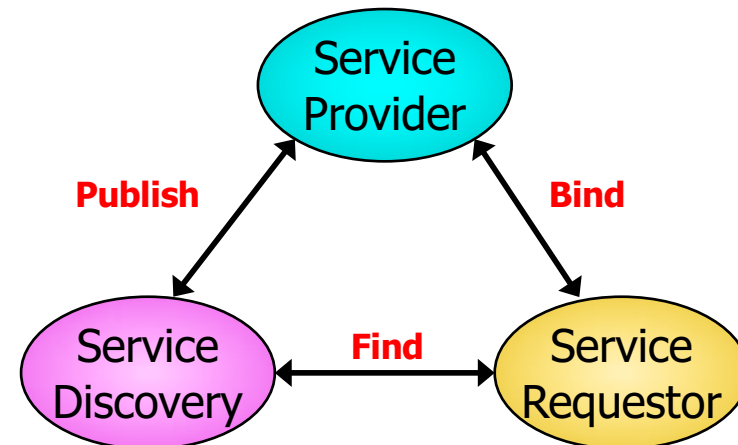 Service
Provider
Publish
Bind
Find
Service
Discovery
Service
Requestor